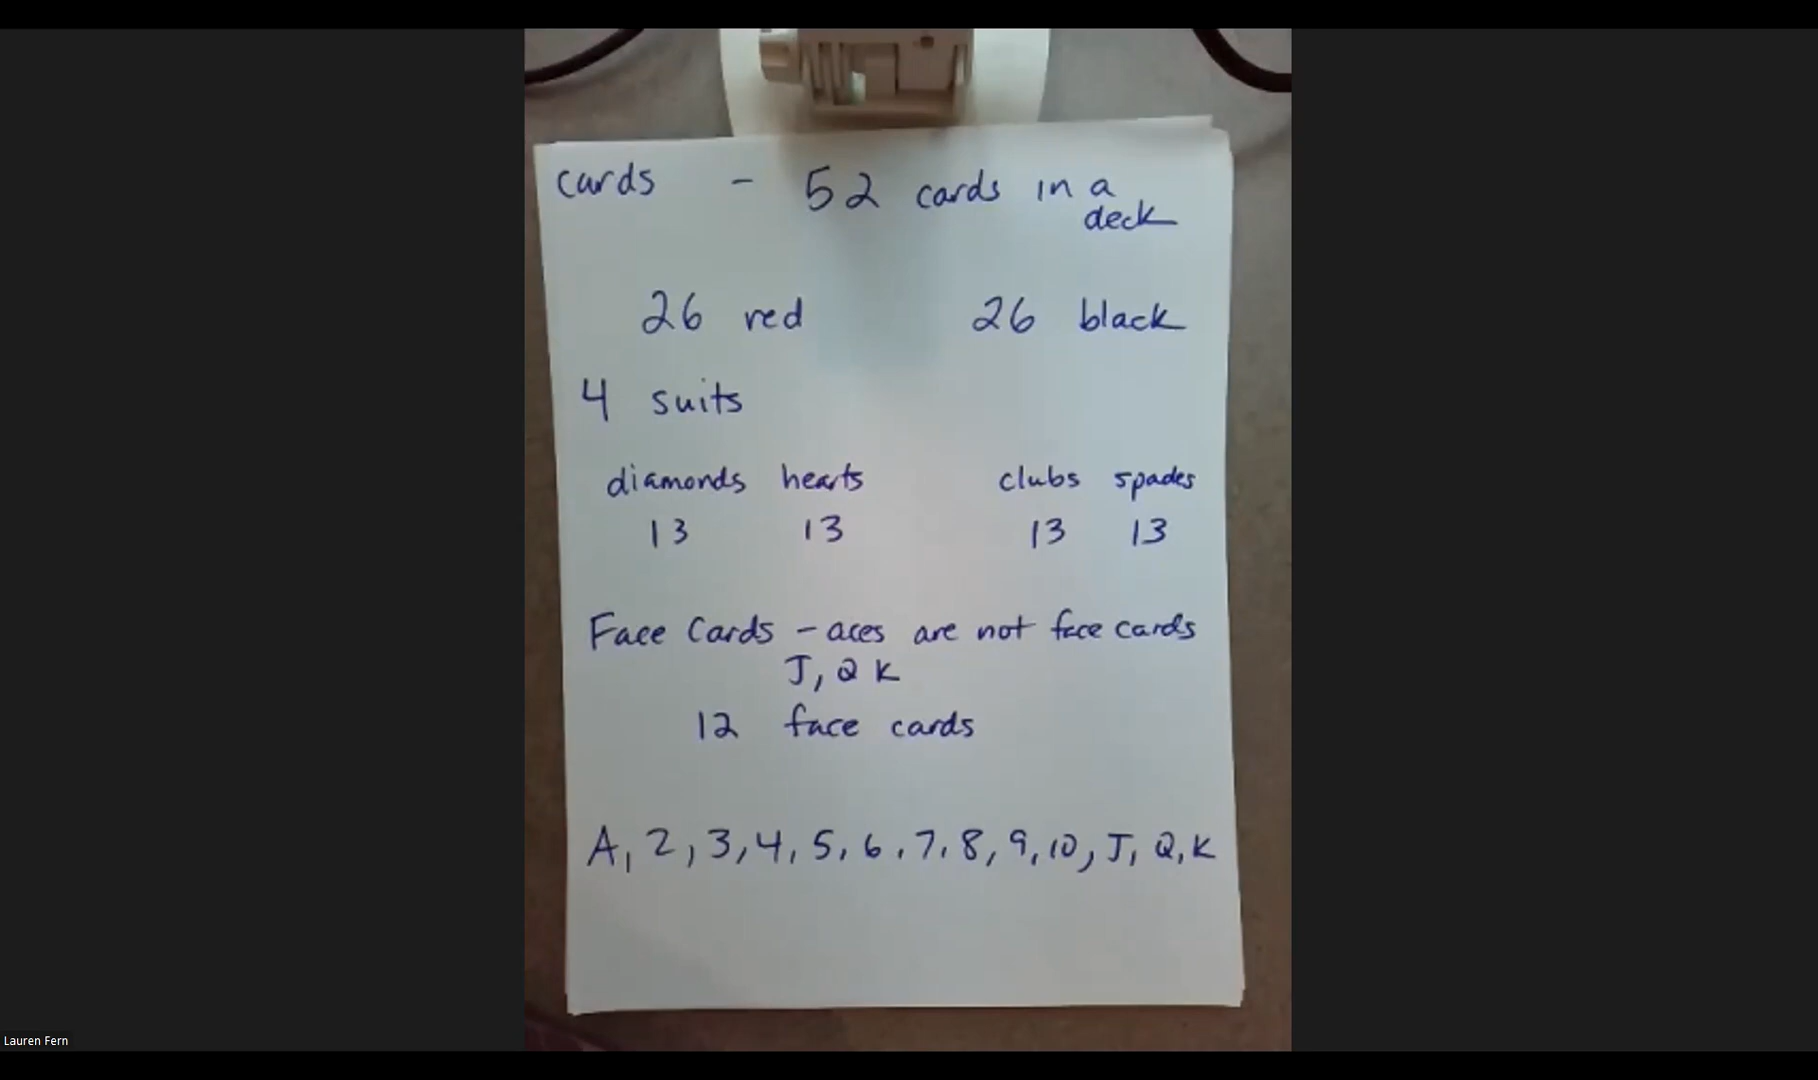 cards - 52 cards in a
deck
26 red 26 black
4 suits
diamonds hearts clubs spades
13 13 13 13
Face Cards - aces are not face cards
J, Q K
12 face cards
A, 2, 3, 4, 5, 6, 7, 8, 9, 10, J, Q, K
Lauren Fern